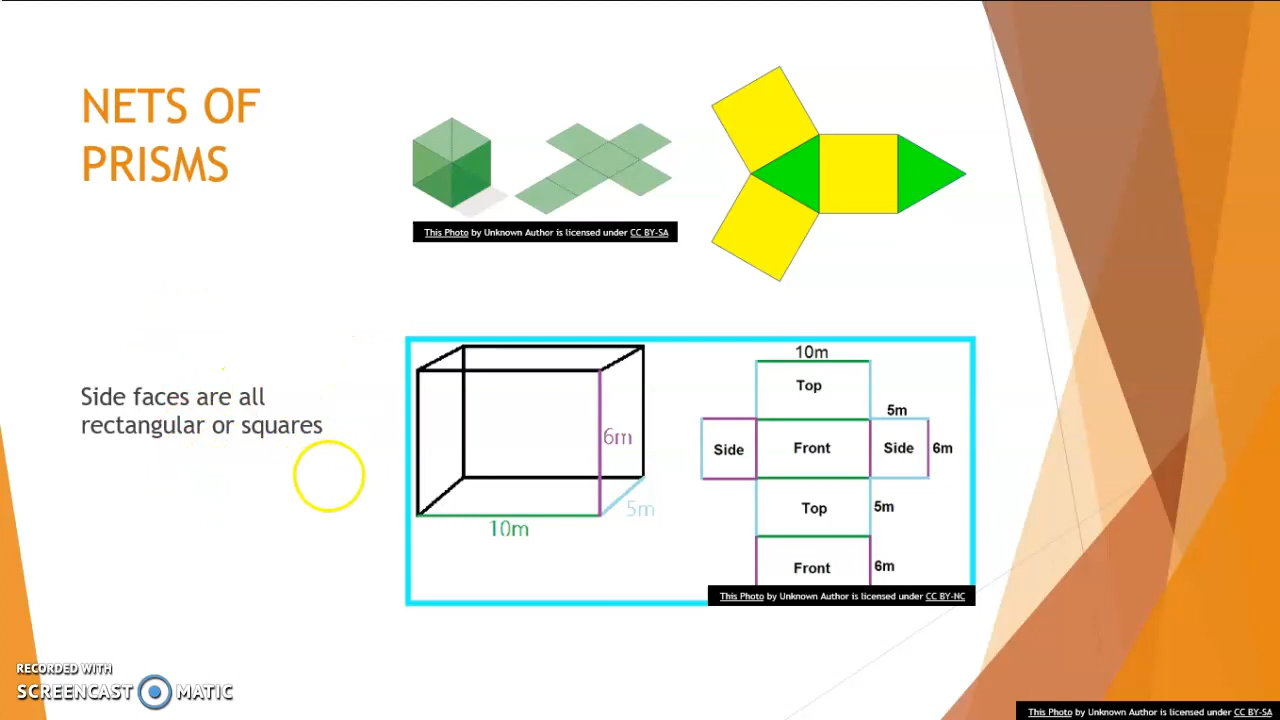 NETS OF
PRISMS
This Photo by Unknown Author is licensed under CC BY-SA
Side faces are all
rectangular or squares
6m
5m
10m
10m
Top
5m
Side
Front
Side
6m
Top
5m
Front
6m
This Photo by Unknown Author is licensed under CC BY-NC
RECORDED WITH
SCREENCAST MATIC
This Photo by Unknown Author is licensed under CC BY-SA